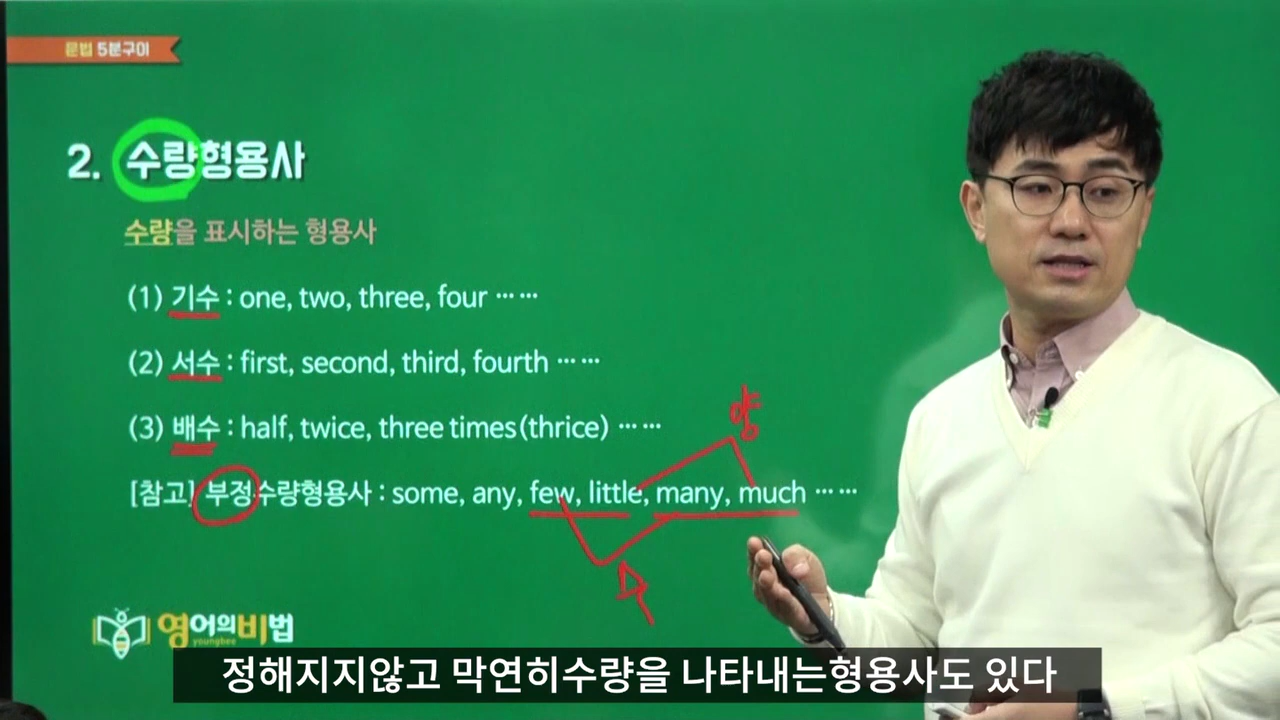 문법 5분구이
2. 수량형용사
수량을 표시하는 형용사
(1) 기수 : one, two, three, four ⋯ ⋯
(2) 서수 : first, second, third, fourth ⋯ ⋯
(3) 배수 : half, twice, three times(thrice) ⋯ ⋯
양
[참고] 부정수량형용사 : some, any, few, little, many, much ⋯ ⋯
수
영어의비법
youngbee
정해지지않고 막연히수량을 나타내는형용사도 있다